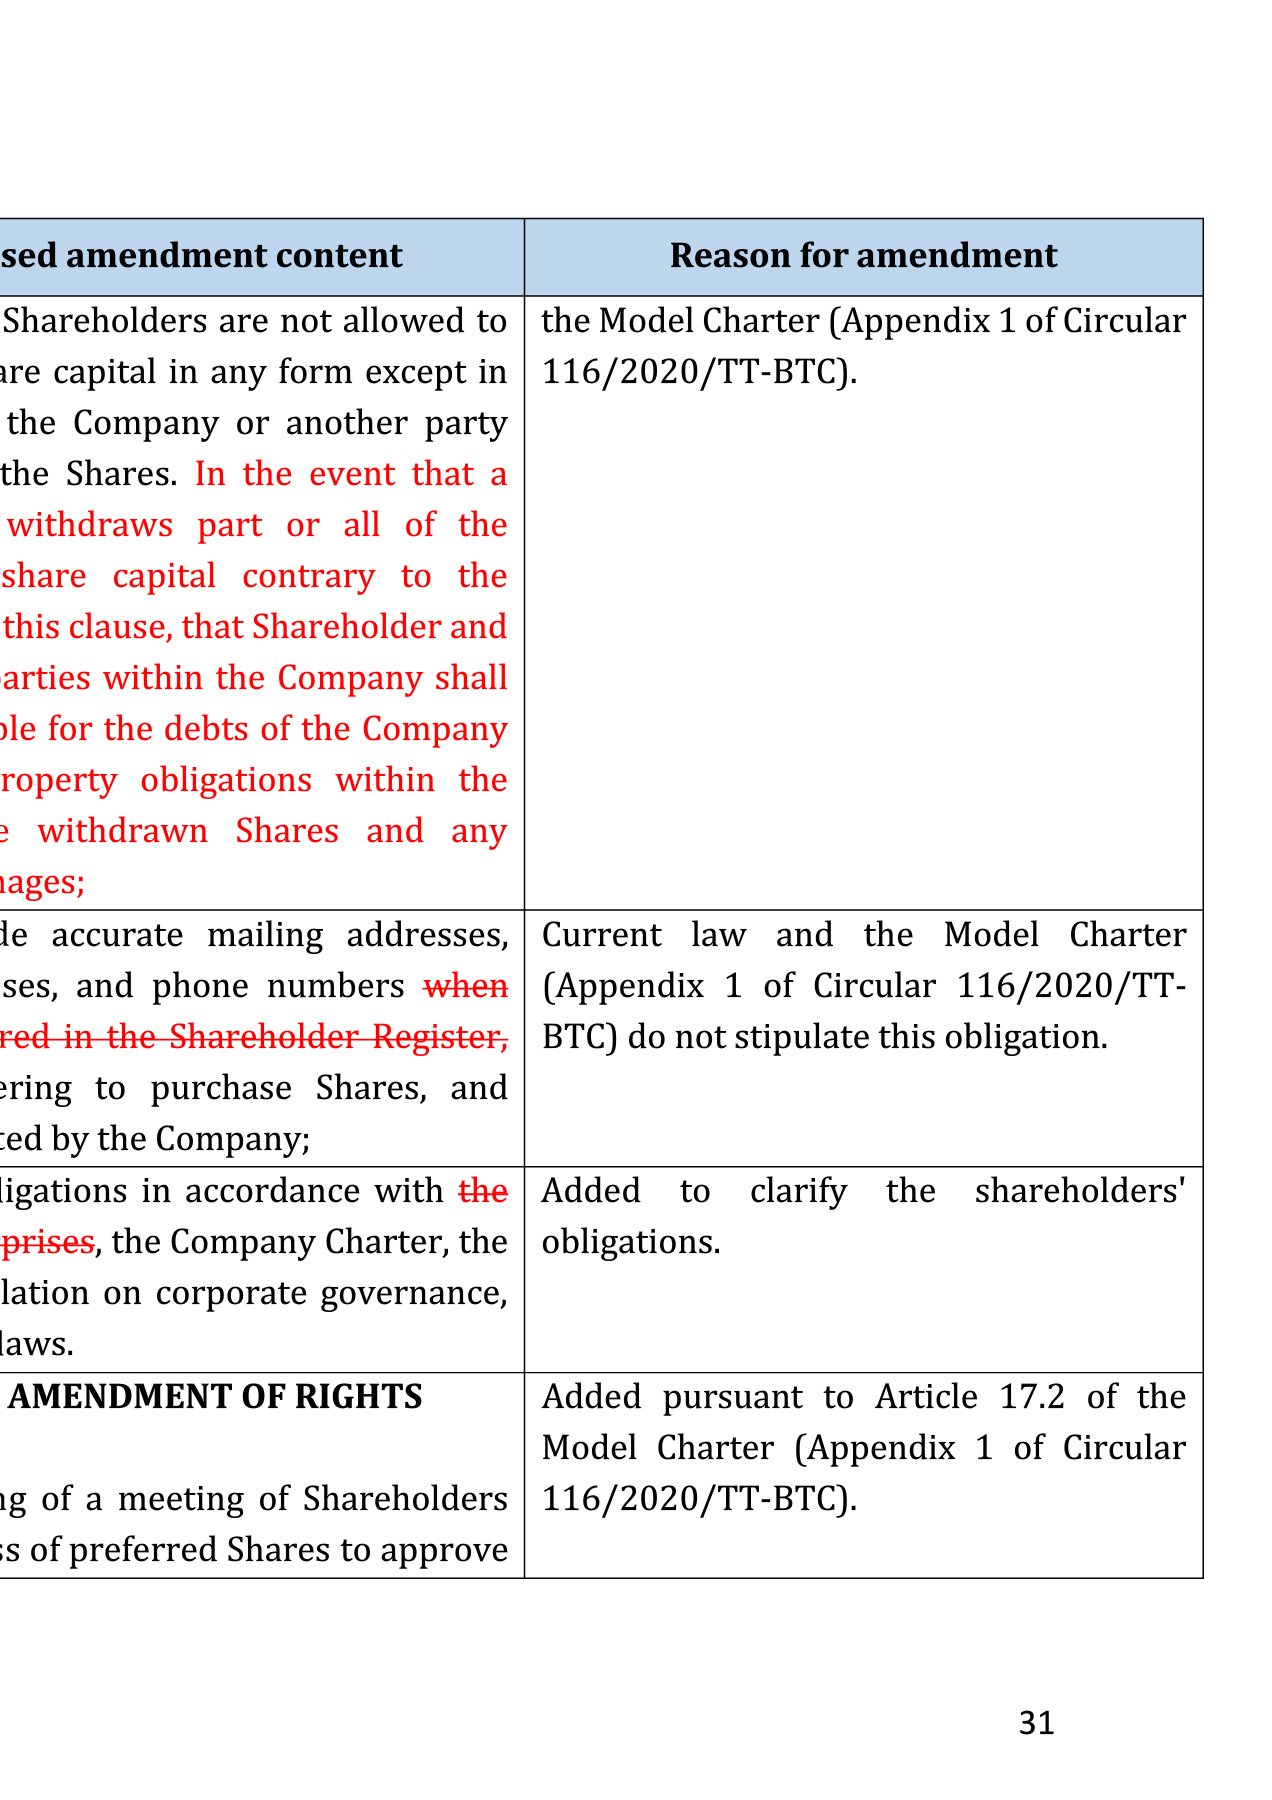 sed amendment content
Reason for amendment
Shareholders are not allowed to
are capital in any form except in
the Company or another party
the Shares. In the event that a
withdraws part or all of the
share capital contrary to the
this clause, that Shareholder and
parties within the Company shall
ble for the debts of the Company
roperty obligations within the
e withdrawn Shares and any
mages;
the Model Charter (Appendix 1 of Circular
116/2020/TT-BTC).
de accurate mailing addresses,
ses, and phone numbers when
red in the Shareholder Register,
ering to purchase Shares, and
ted by the Company;
Current law and the Model Charter
(Appendix 1 of Circular 116/2020/TT-
BTC) do not stipulate this obligation.
ligations in accordance with the
rprises, the Company Charter, the
lation on corporate governance,
laws.
Added to clarify the shareholders'
obligations.
AMENDMENT OF RIGHTS
ng of a meeting of Shareholders
ss of preferred Shares to approve
Added pursuant to Article 17.2 of the
Model Charter (Appendix 1 of Circular
116/2020/TT-BTC).
31